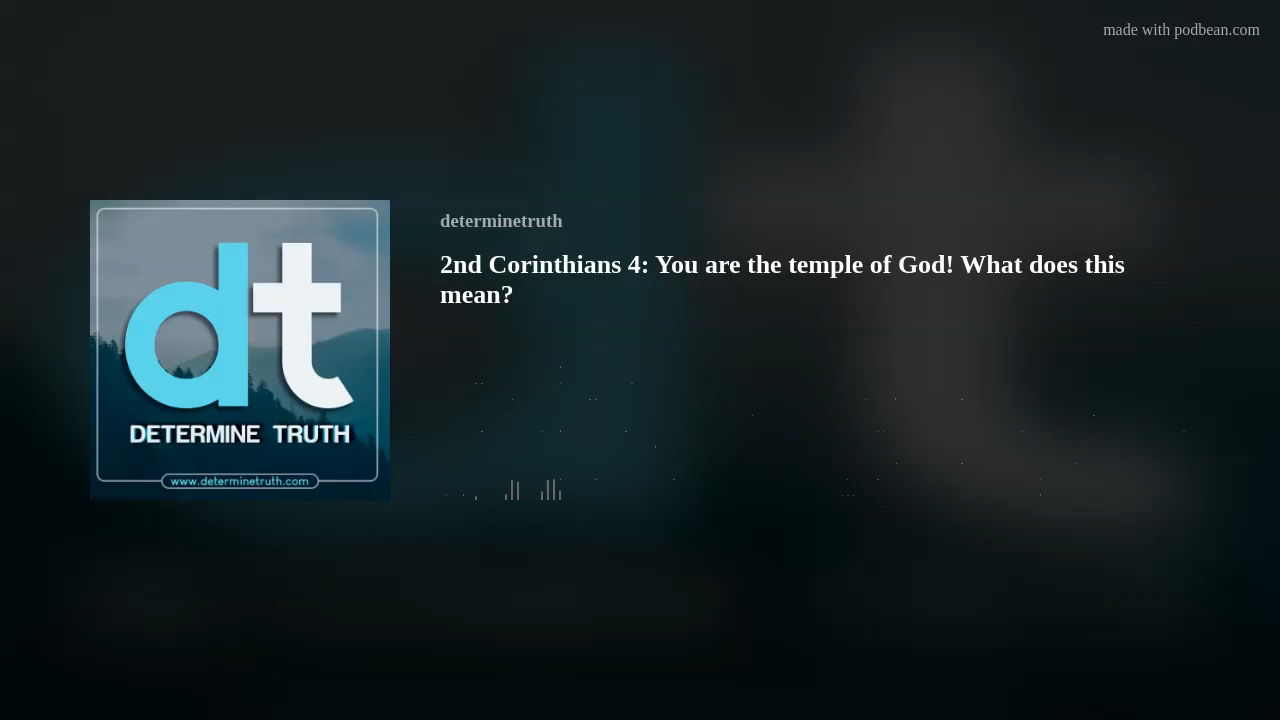 made with podbean.com
determinetruth
2nd Corinthians 4: You are the temple of God! What does this
mean?
dt
DETERMINE TRUTH
www.determinetruth.com